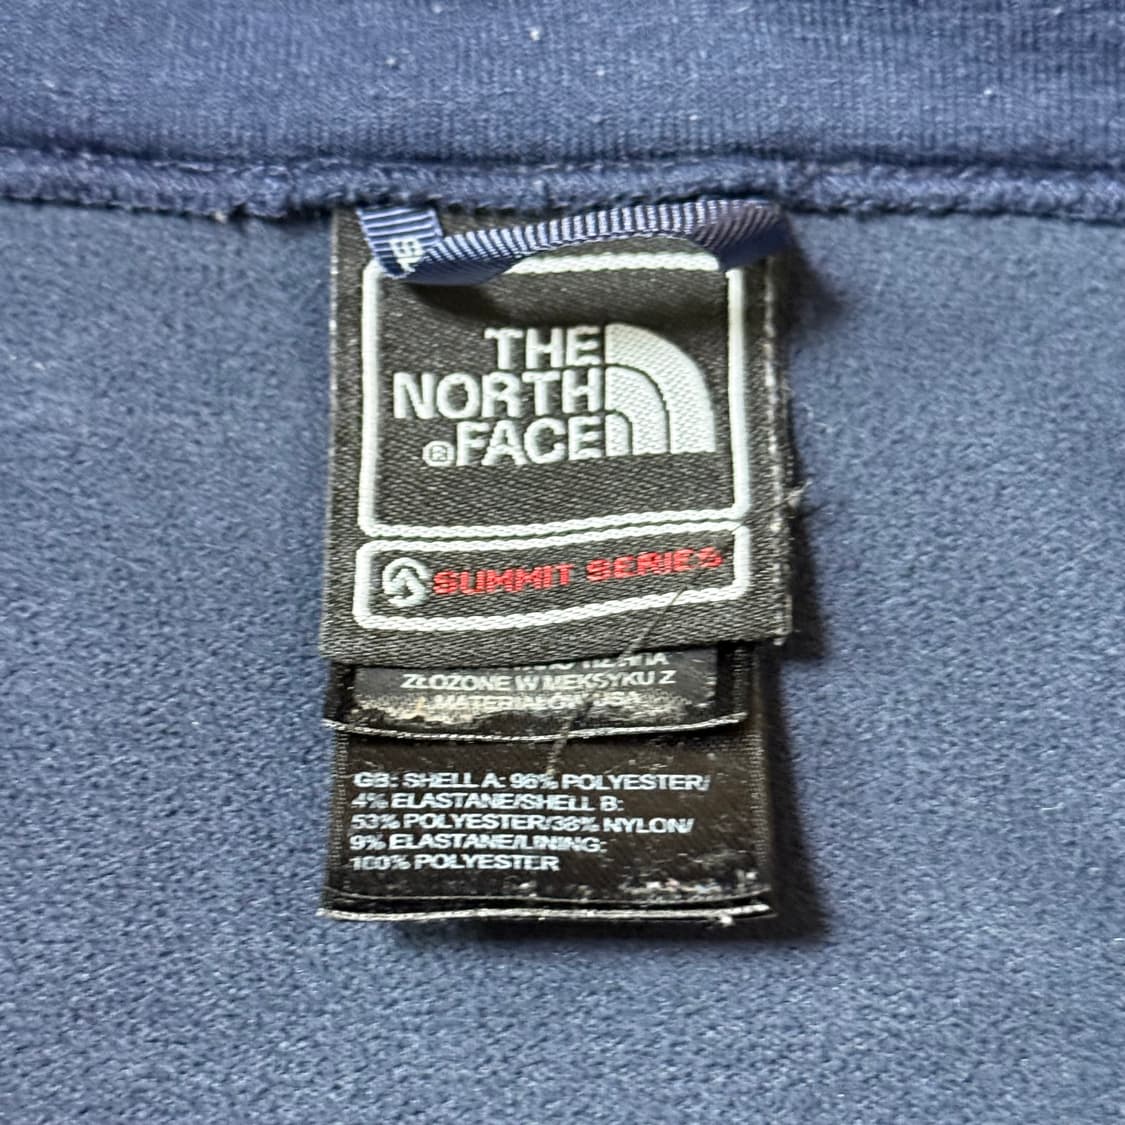 THE
NORTH
® FACE
SUMMIT SERIES
ZŁOZONE W MEKSYKU Z
MATERIAŁÓW USA
GB: SHELL A: 96% POLYESTER/
4% ELASTANE/SHELL B:
53% POLYESTER/38% NYLON/
9% ELASTANE/LINING:
100% POLYESTER